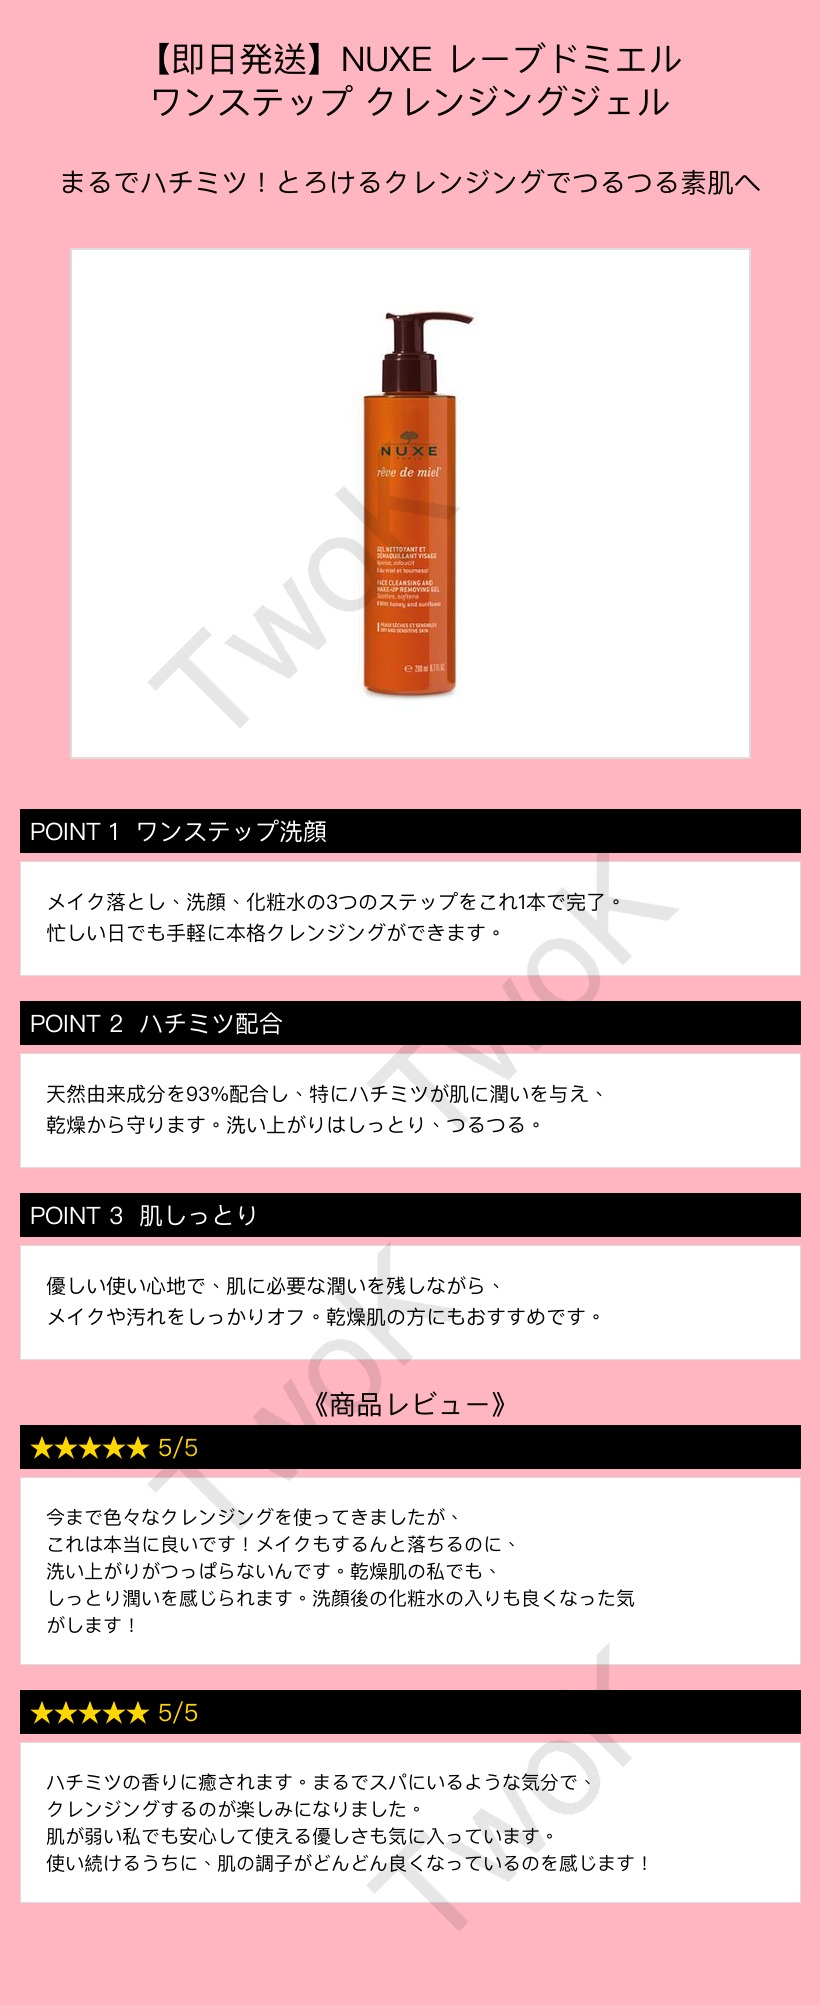 【即日発送】NUXE レーブドミエル
ワンステップ クレンジングジェル
まるでハチミツ！とろけるクレンジングでつるつる素肌へ
NUXE
rêve de miel
GEL NETTOYANT ET
DÉMAQUILLANT VISAGE
Apaise, adoucit
Au miel et tournesol
FACE CLEANSING AND
MAKE-UP REMOVING GEL
Soothes, softens
With honey and sunflower
PEAUX SÈCHES ET SENSIBLES
DRY AND SENSITIVE SKIN
200 ml
TwoK
POINT 1 ワンステップ洗顔
メイク落とし、洗顔、化粧水の3つのステップをこれ1本で完了。
忙しい日でも手軽に本格クレンジングができます。
TwoK
POINT 2 ハチミツ配合
天然由来成分を93%配合し、特にハチミツが肌に潤いを与え、
乾燥から守ります。洗い上がりはしっとり、つるつる。
POINT 3 肌しっとり
優しい使い心地で、肌に必要な潤いを残しながら、
メイクや汚れをしっかりオフ。乾燥肌の方にもおすすめです。
TwoK
《商品レビュー》
★★★★★ 5/5
今まで色々なクレンジングを使ってきましたが、
これは本当に良いです！メイクもするんと落ちるのに、
洗い上がりがつっぱらないんです。乾燥肌の私でも、
しっとり潤いを感じられます。洗顔後の化粧水の入りも良くなった気
がします！
★★★★★ 5/5
ハチミツの香りに癒されます。まるでスパにいるような気分で、
クレンジングするのが楽しみになりました。
肌が弱い私でも安心して使える優しさも気に入っています。
使い続けるうちに、肌の調子がどんどん良くなっているのを感じます！
TwoK